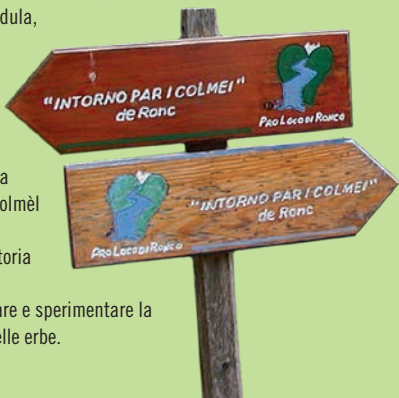 dula,
"INTORNO PAR I COLMEI"
de Ronc
PRO LOCO DI RONCO
a
olmèl
toria
"INTORNO PAR I COLMEI"
de Ronc
PRO LOCO DI RONCO
are e sperimentare la
elle erbe.